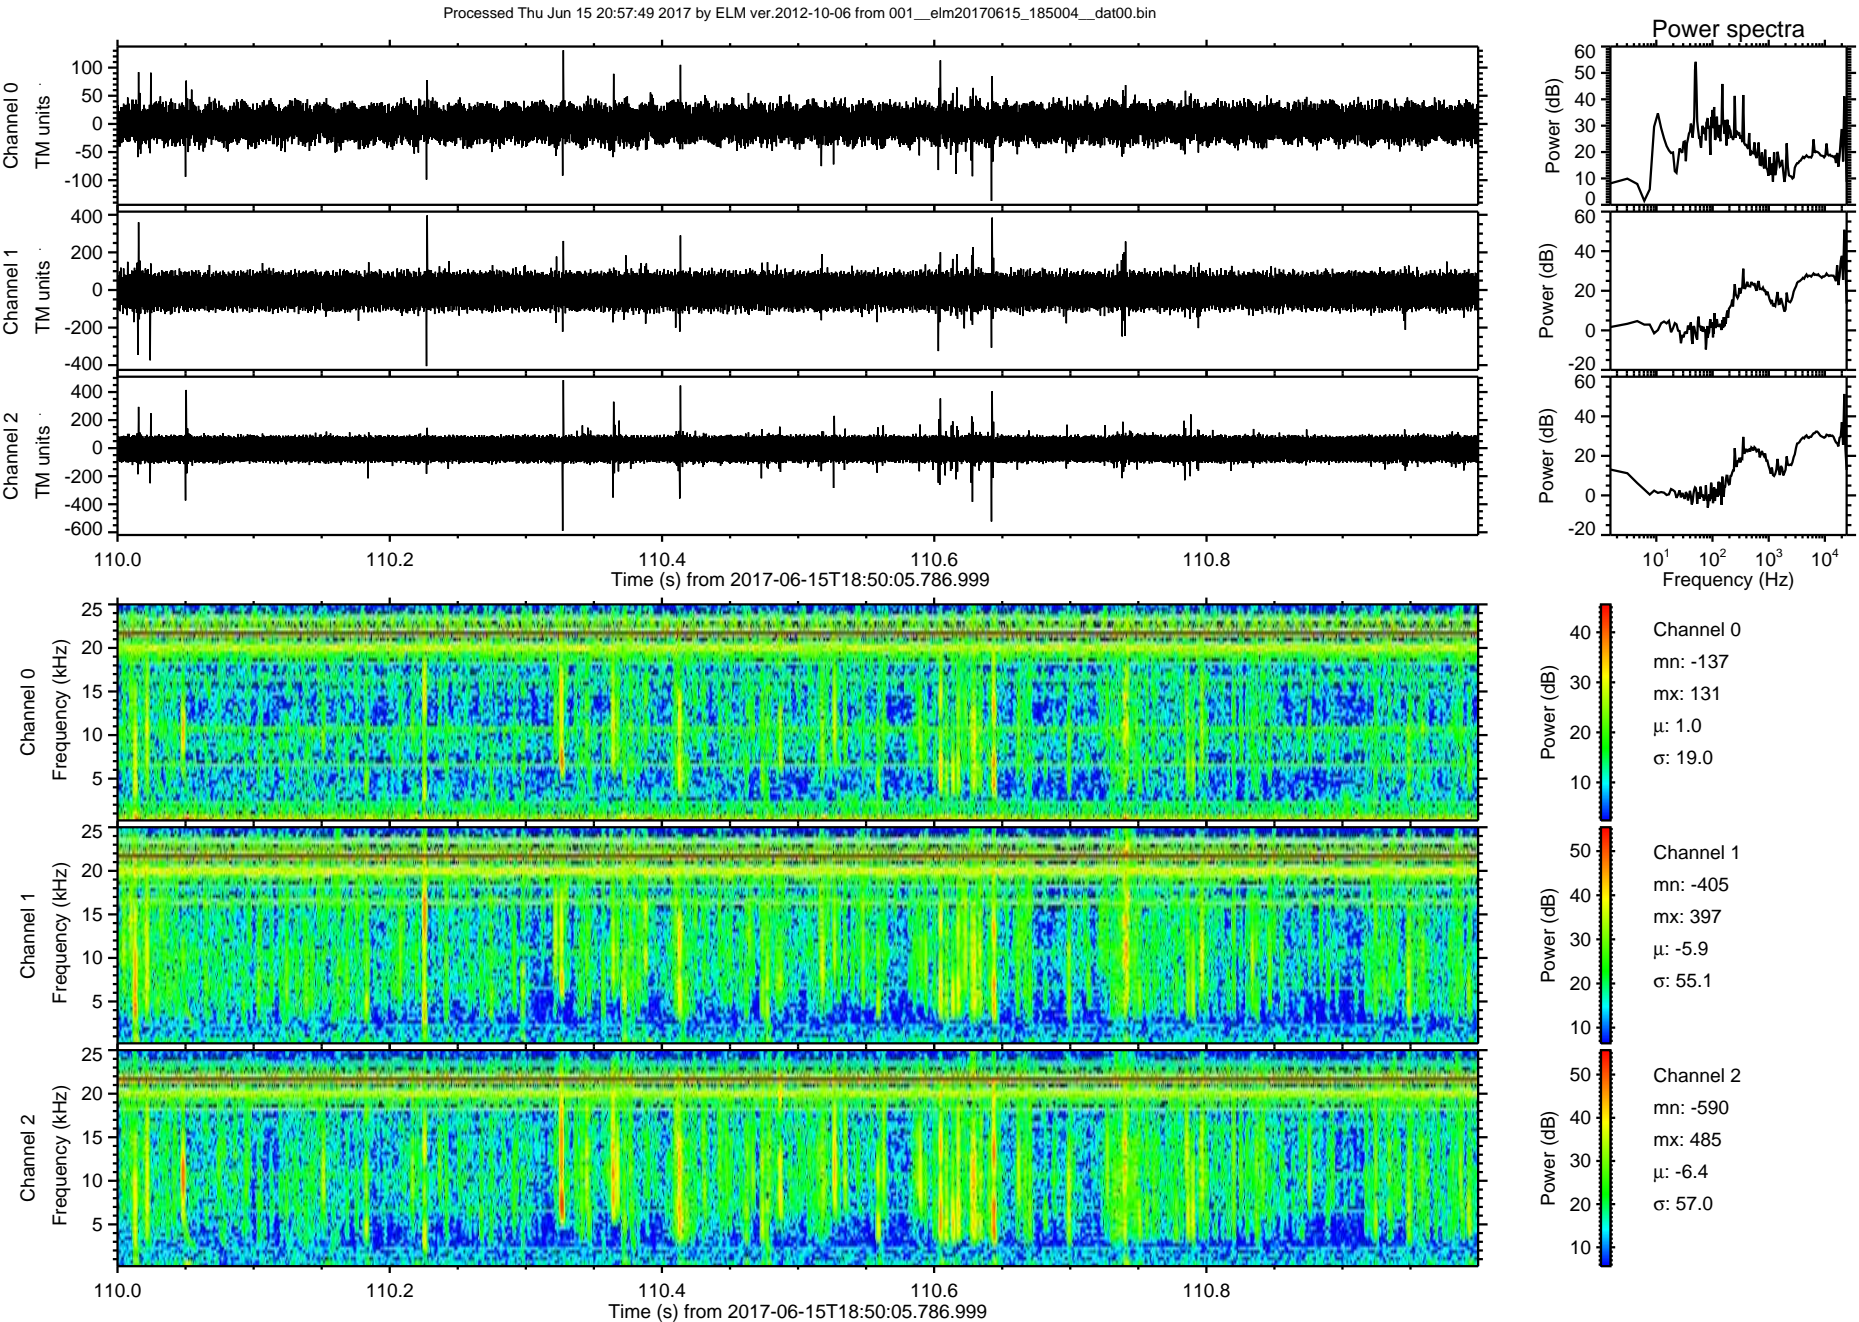 Processed Thu Jun 15 20:57:49 2017 by ELM ver.2012-10-06 from 001__elm20170615_185004__dat00.bin
Power spectra
Channel 0
TM units
100
50
0
-50
-100
Power (dB)
60
50
40
30
20
10
0
Channel 1
TM units
400
200
0
-200
-400
Power (dB)
60
40
20
0
-20
Channel 2
TM units
400
200
0
-200
-400
-600
Power (dB)
60
40
20
0
-20
110.0 110.2 110.4 110.6 110.8
Time (s) from 2017-06-15T18:50:05.786.999
10^1 10^2 10^3 10^4
Frequency (Hz)
Channel 0
Frequency (kHz)
25
20
15
10
5
Power (dB)
40
30
20
10
Channel 0
mn: -137
mx: 131
µ: 1.0
σ: 19.0
Channel 1
Frequency (kHz)
25
20
15
10
5
Power (dB)
50
40
30
20
10
Channel 1
mn: -405
mx: 397
µ: -5.9
σ: 55.1
Channel 2
Frequency (kHz)
25
20
15
10
5
Power (dB)
50
40
30
20
10
Channel 2
mn: -590
mx: 485
µ: -6.4
σ: 57.0
110.0 110.2 110.4 110.6 110.8
Time (s) from 2017-06-15T18:50:05.786.999